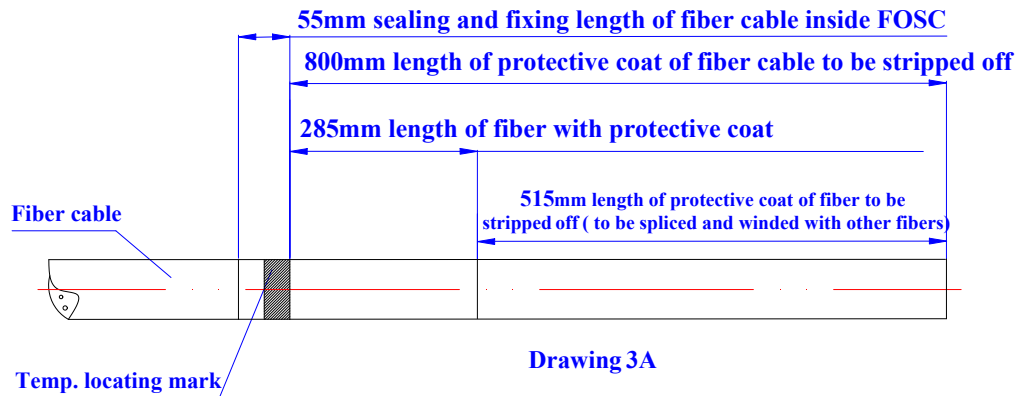 55mm sealing and fixing length of fiber cable inside FOSC
800mm length of protective coat of fiber cable to be stripped off
285mm length of fiber with protective coat
515mm length of protective coat of fiber to be
stripped off ( to be spliced and winded with other fibers)
Fiber cable
Drawing 3A
Temp. locating mark